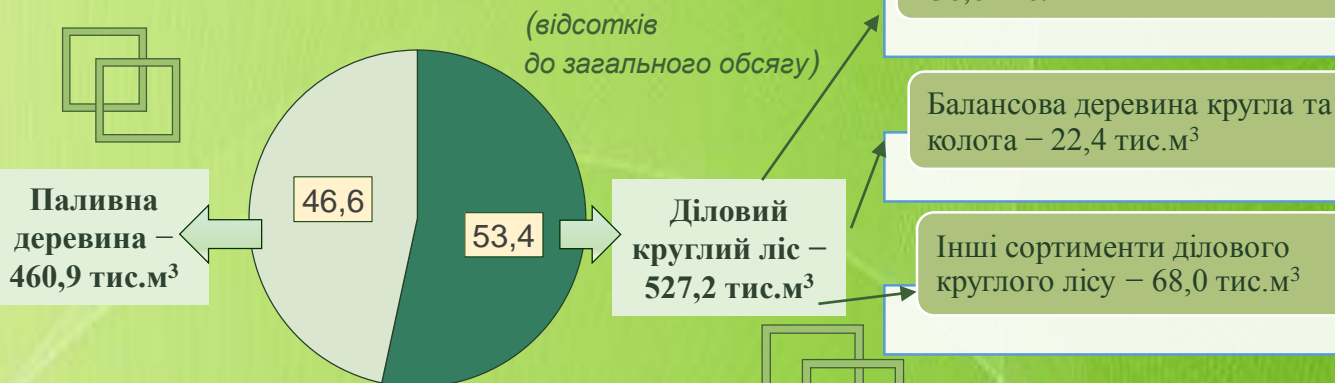 (відсотків
до загального обсягу)
Балансова деревина кругла та
колота − 22,4 тис.м³
Паливна
деревина −
460,9 тис.м³
46,6
53,4
Діловий
круглий ліс −
527,2 тис.м³
Інші сортименти ділового
круглого лісу − 68,0 тис.м³